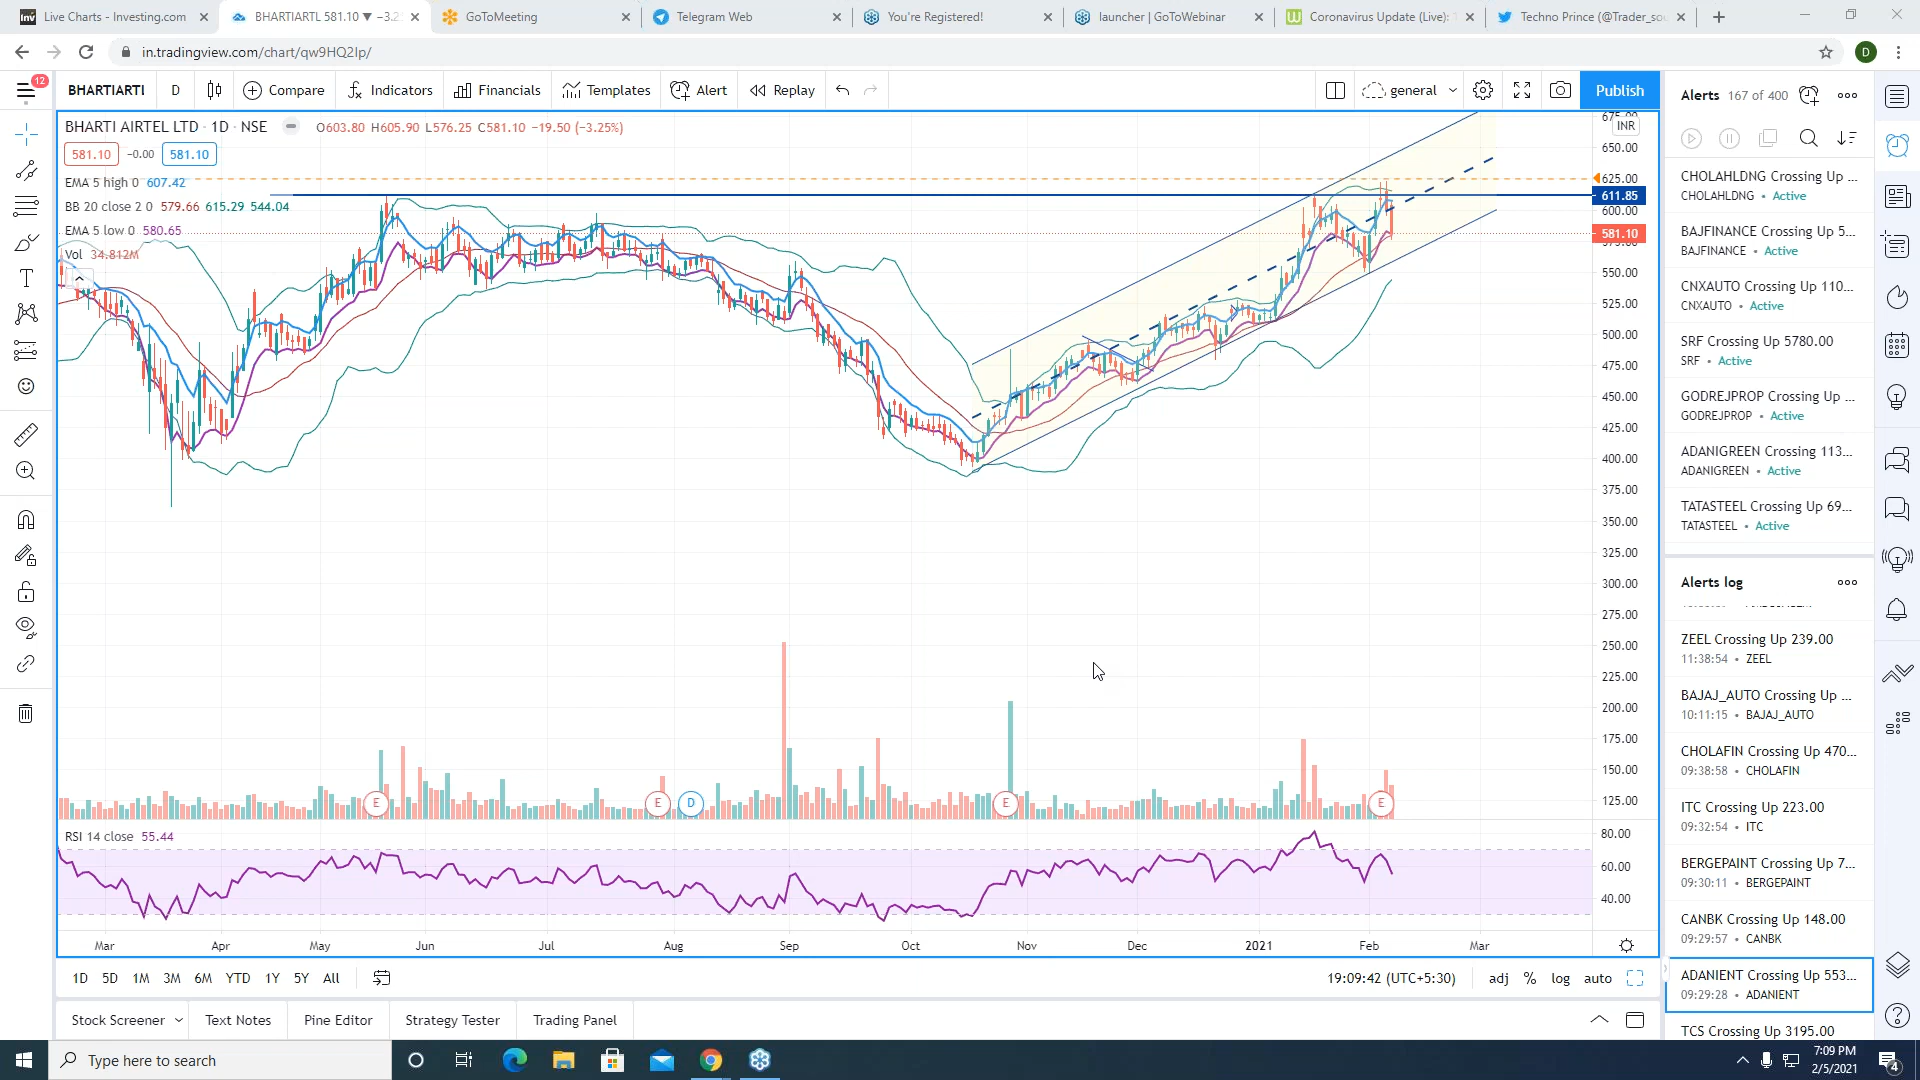 Live Charts - Investing.com
BHARTIARTL 581.10 ▼ −3.2
GoToMeeting
Telegram Web
You're Registered!
launcher | GoToWebinar
Coronavirus Update (Live):
Techno Prince (@Trader_so
in.tradingview.com/chart/qw9HQ2Ip/
D
12
BHARTIARTI
D
Compare
Indicators
Financials
Templates
Alert
Replay
general
Publish
BHARTI AIRTEL LTD · 1D · NSE
O603.80 H605.90 L576.25 C581.10 −19.50 (−3.25%)
581.10 −0.00 581.10
EMA 5 high 0 607.42
BB 20 close 2 0 579.66 615.29 544.04
EMA 5 low 0 580.65
Vol 34.812M
INR
675.00
650.00
625.00
611.85
600.00
581.10
575.00
550.00
525.00
500.00
475.00
450.00
425.00
400.00
375.00
350.00
325.00
300.00
275.00
250.00
225.00
200.00
175.00
150.00
125.00
E
E
D
E
E
RSI 14 close 55.44
80.00
60.00
40.00
Mar Apr May Jun Jul Aug Sep Oct Nov Dec 2021 Feb Mar
1D 5D 1M 3M 6M YTD 1Y 5Y All
19:09:42 (UTC+5:30) adj % log auto
Stock Screener Text Notes Pine Editor Strategy Tester Trading Panel
Alerts 167 of 400
CHOLAHLDNG Crossing Up ...
CHOLAHLDNG • Active
BAJFINANCE Crossing Up 5...
BAJFINANCE • Active
CNXAUTO Crossing Up 110...
CNXAUTO • Active
SRF Crossing Up 5780.00
SRF • Active
GODREJPROP Crossing Up ...
GODREJPROP • Active
ADANIGREEN Crossing 113...
ADANIGREEN • Active
TATASTEEL Crossing Up 69...
TATASTEEL • Active
Alerts log
ZEEL Crossing Up 239.00
11:38:54 • ZEEL
BAJAJ_AUTO Crossing Up ...
10:11:15 • BAJAJ_AUTO
CHOLAFIN Crossing Up 470...
09:38:58 • CHOLAFIN
ITC Crossing Up 223.00
09:32:54 • ITC
BERGEPAINT Crossing Up 7...
09:30:11 • BERGEPAINT
CANBK Crossing Up 148.00
09:29:57 • CANBK
ADANIENT Crossing Up 553...
09:29:28 • ADANIENT
TCS Crossing Up 3195.00
Type here to search
7:09 PM
2/5/2021
4